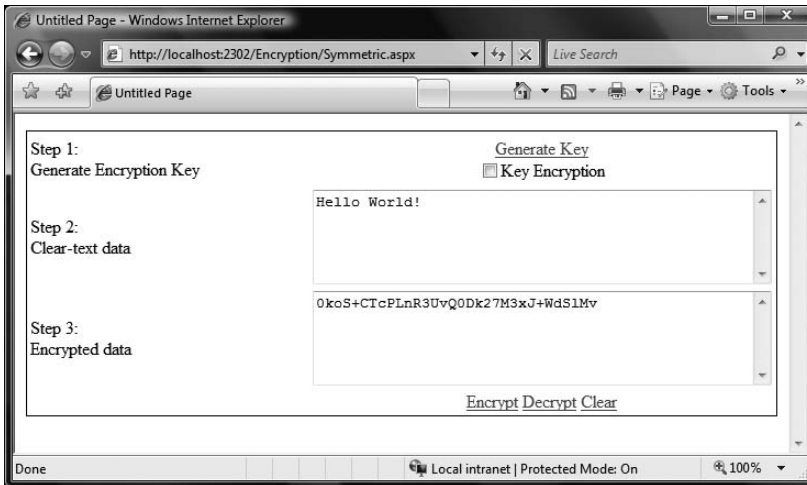 Untitled Page - Windows Internet Explorer
http://localhost:2302/Encryption/Symmetric.aspx
Live Search
Untitled Page
Page
Tools
Step 1:
Generate Encryption Key
Generate Key
Key Encryption
Step 2:
Clear-text data
Hello World!
Step 3:
Encrypted data
0koS+CTcPLnR3UvQ0Dk27M3xJ+WdSlMv
Encrypt Decrypt Clear
Done
Local intranet | Protected Mode: On
100%